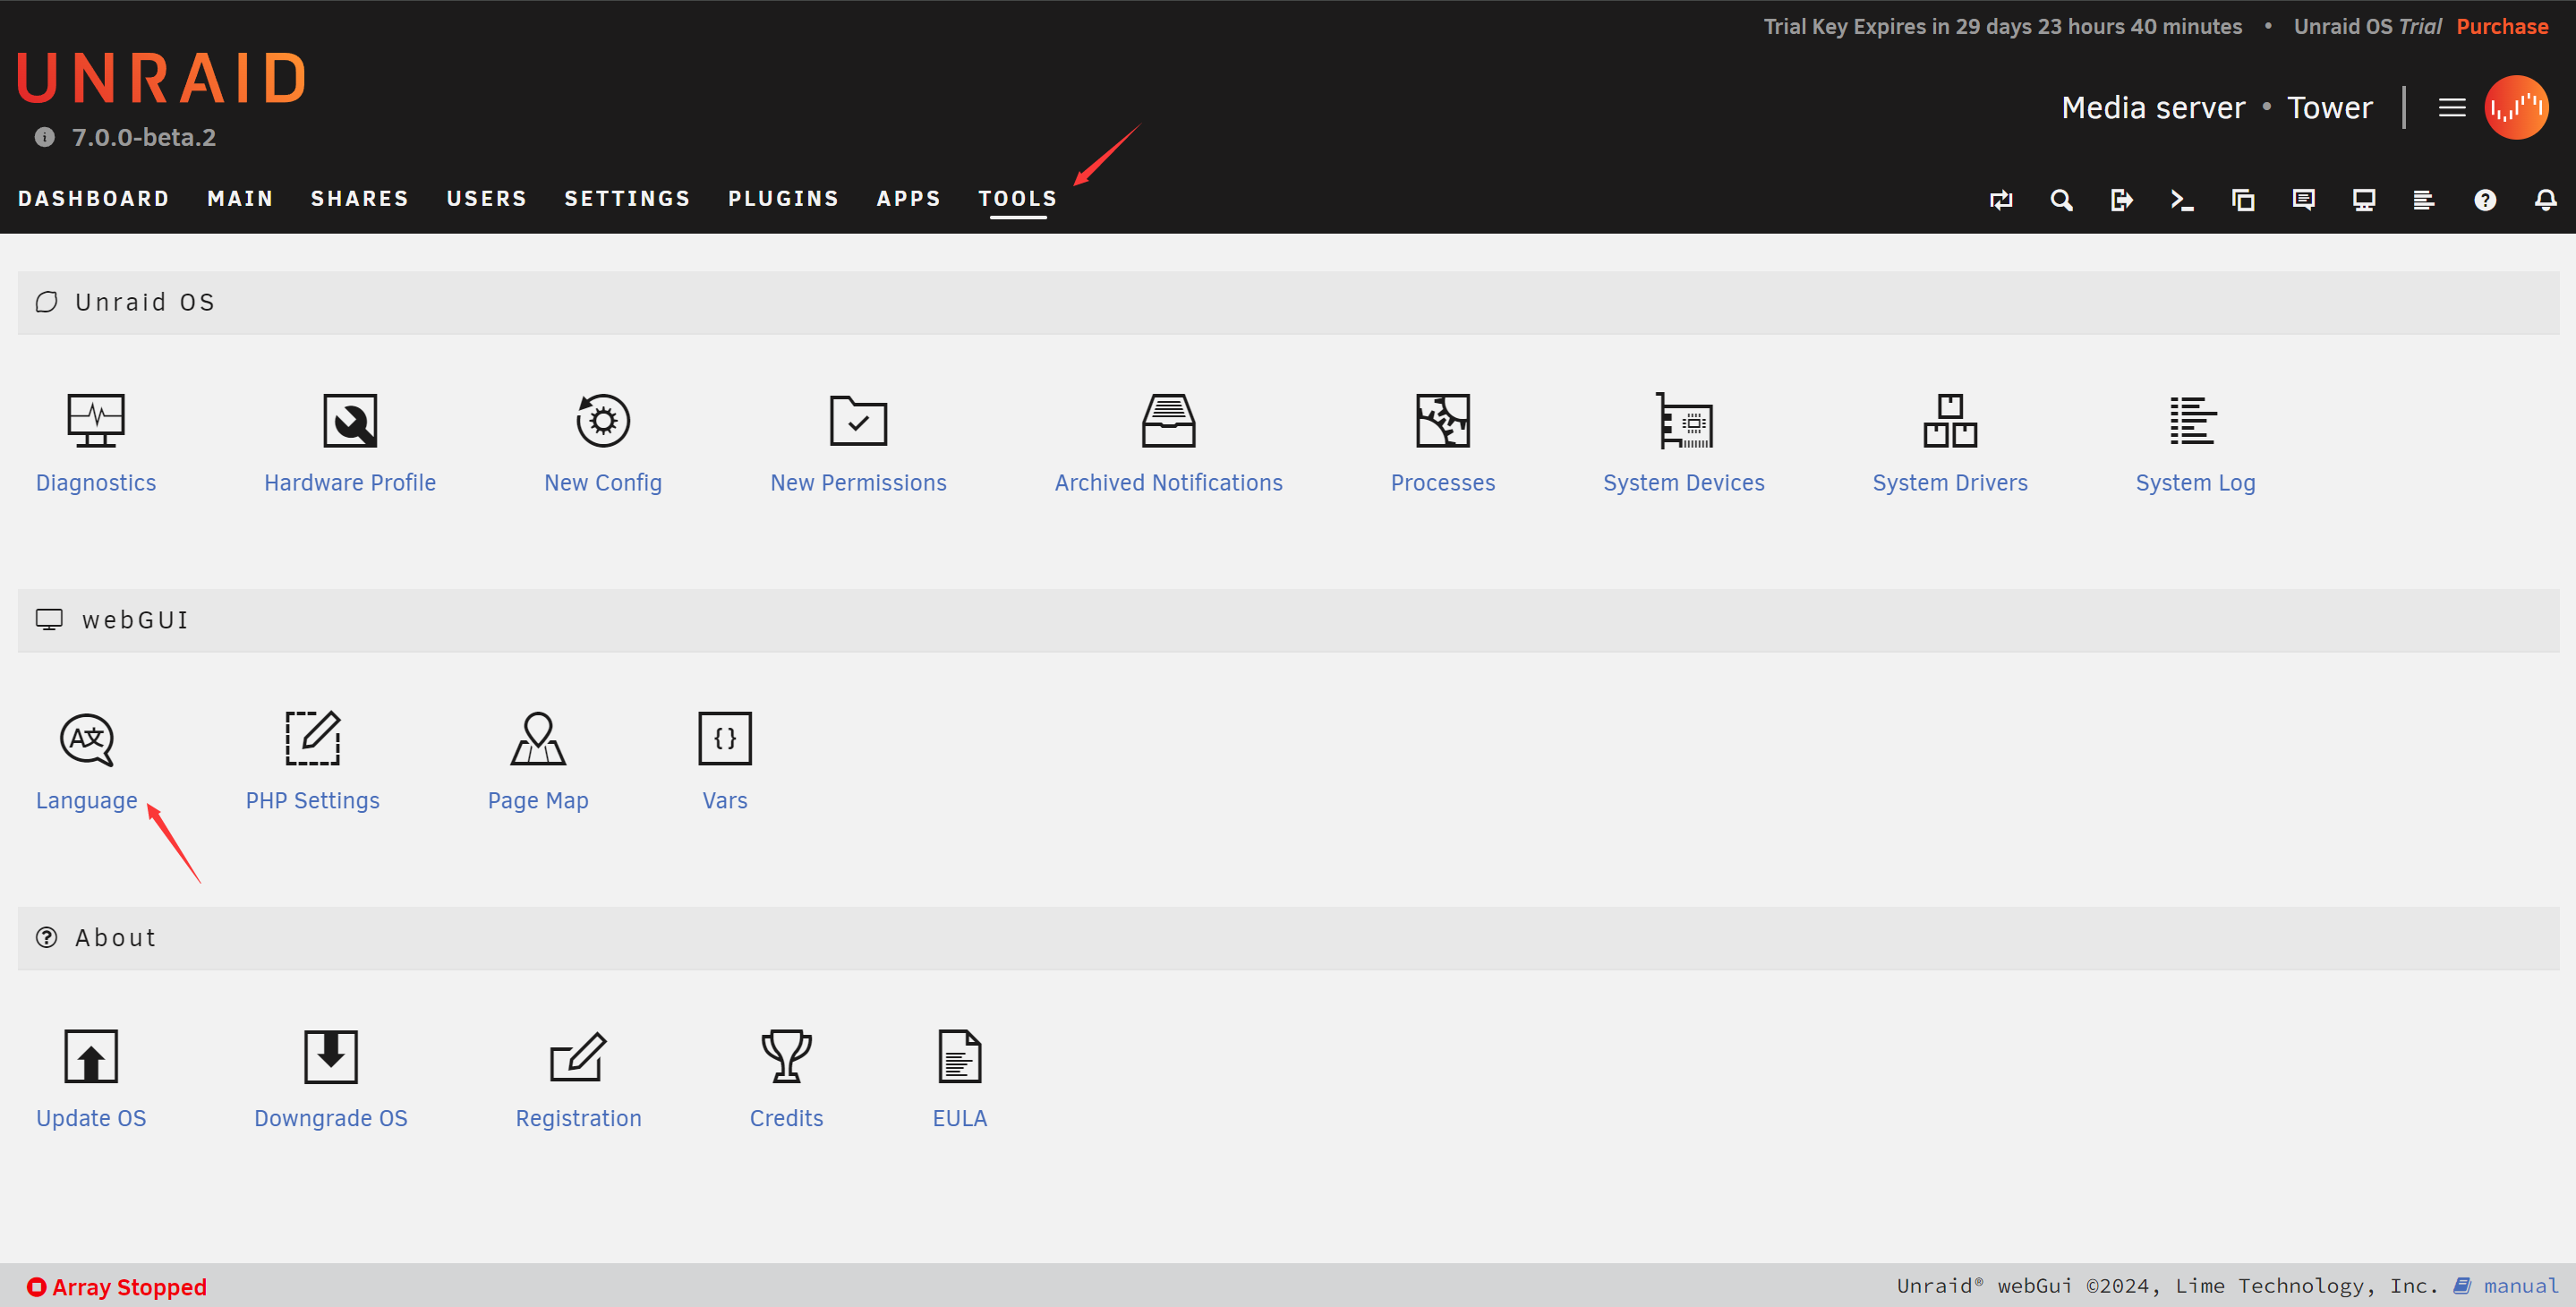 Trial Key Expires in 29 days 23 hours 40 minutes • Unraid OS Trial Purchase
UNRAID
7.0.0-beta.2
Media server • Tower
DASHBOARD MAIN SHARES USERS SETTINGS PLUGINS APPS TOOLS
Unraid OS
Diagnostics Hardware Profile New Config New Permissions Archived Notifications Processes System Devices System Drivers System Log
webGUI
A文
{ }
Language PHP Settings Page Map Vars
About
Update OS Downgrade OS Registration Credits EULA
Array Stopped
Unraid® webGui ©2024, Lime Technology, Inc. manual